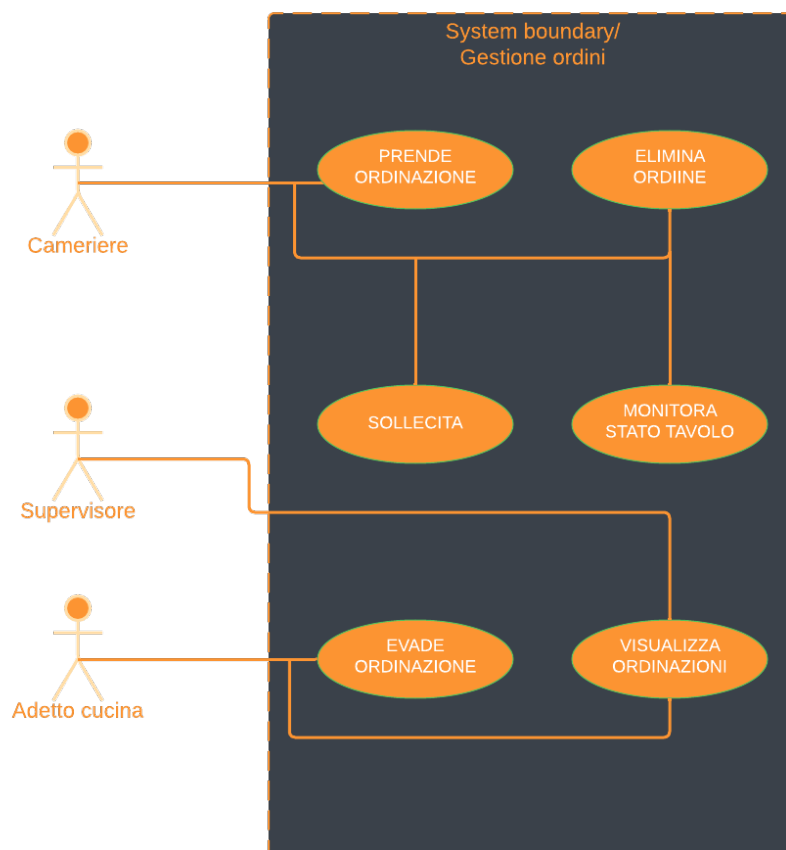 System boundary/
Gestione ordini
PRENDE
ORDINAZIONE
ELIMINA
ORDIINE
Cameriere
SOLLECITA
MONITORA
STATO TAVOLO
Supervisore
EVADE
ORDINAZIONE
VISUALIZZA
ORDINAZIONI
Adetto cucina